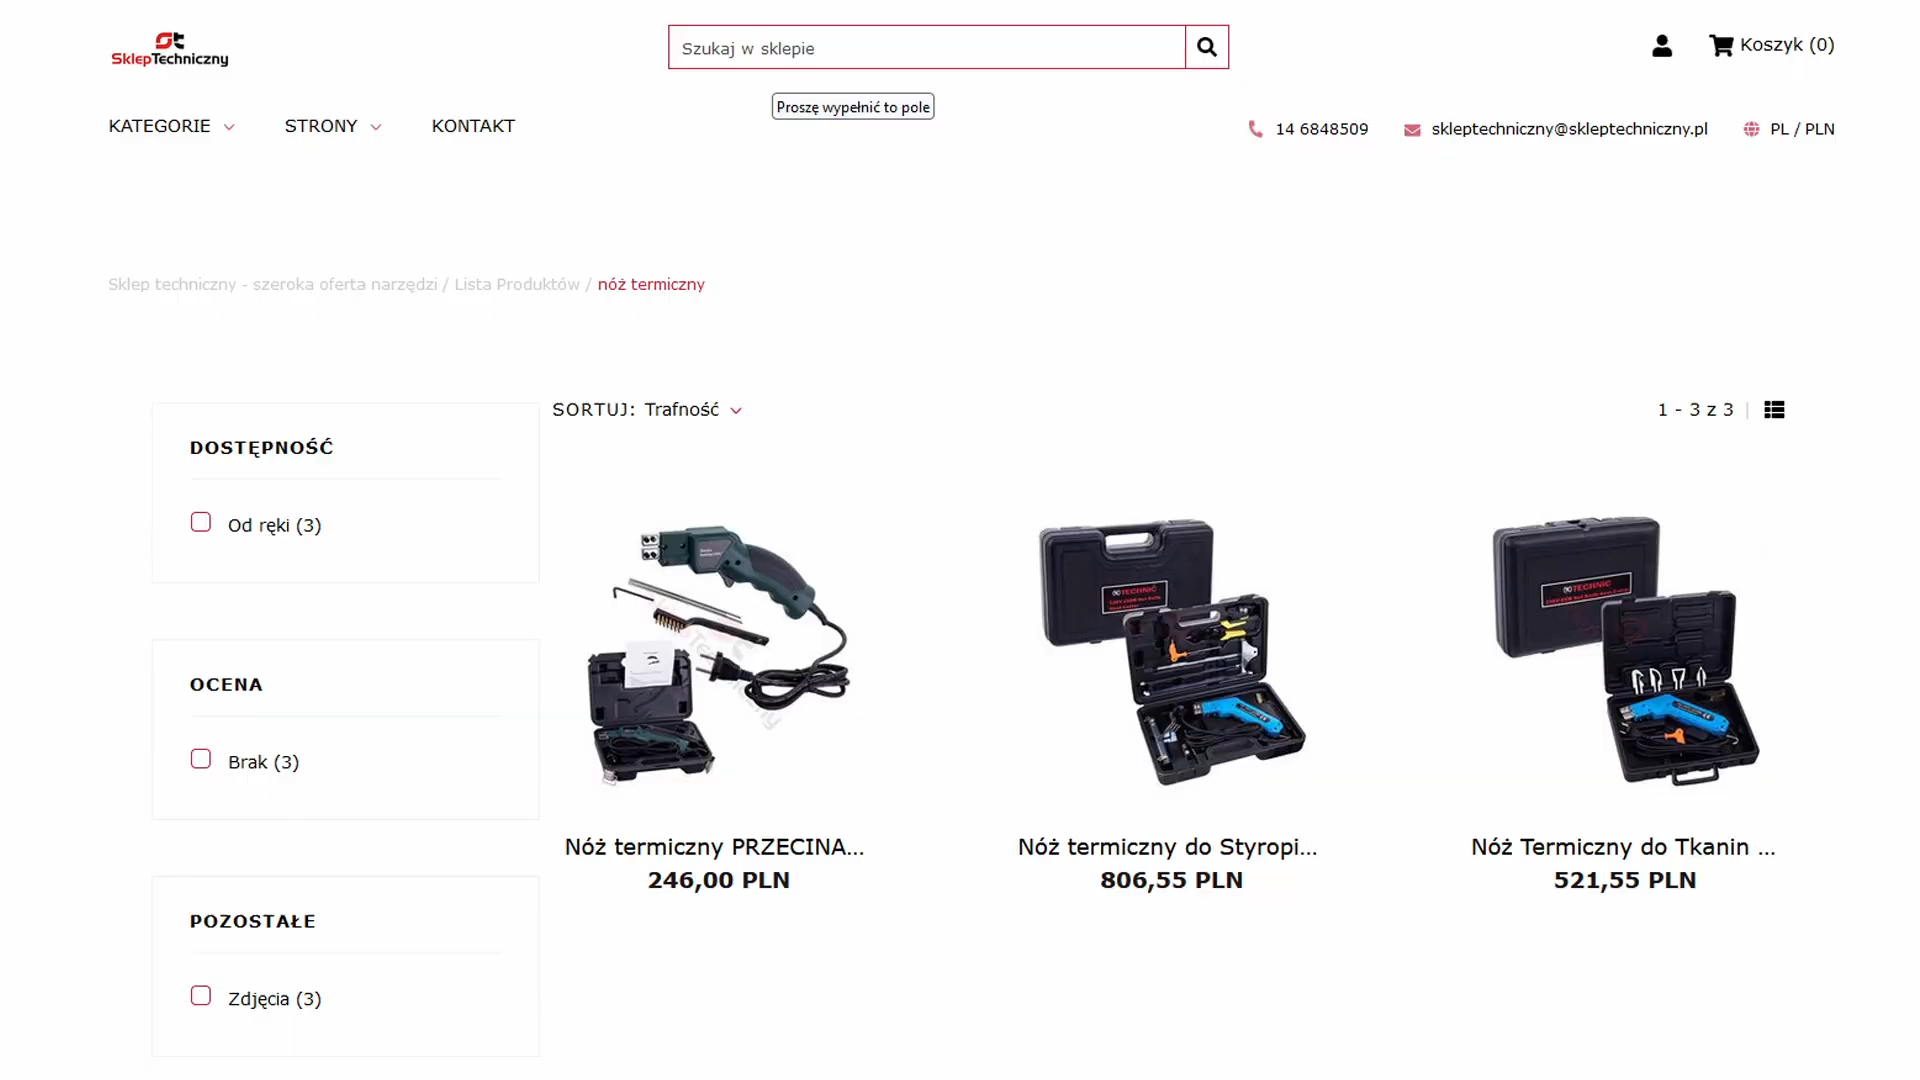 SklepTechniczny
Szukaj w sklepie
Koszyk (0)
Proszę wypełnić to pole
KATEGORIE
STRONY
KONTAKT
14 6848509
skleptechniczny@skleptechniczny.pl
PL / PLN
Sklep techniczny - szeroka oferta narzędzi / Lista Produktów / nóż termiczny
SORTUJ: Trafność
1 - 3 z 3
DOSTĘPNOŚĆ
Od ręki (3)
OCENA
Brak (3)
TECHNIC
TECHNIC
Nóż termiczny PRZECINA...
246,00 PLN
Nóż termiczny do Styropi...
806,55 PLN
Nóż Termiczny do Tkanin ...
521,55 PLN
POZOSTAŁE
Zdjęcia (3)